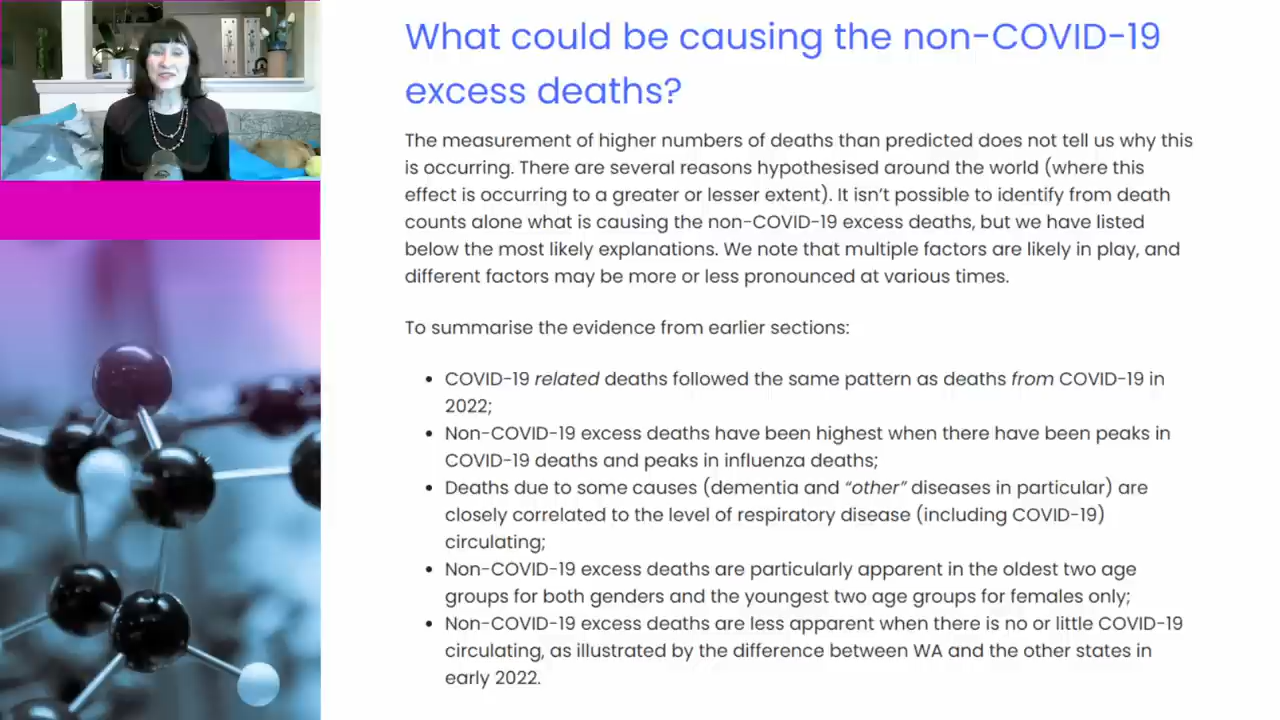 What could be causing the non-COVID-19
excess deaths?
The measurement of higher numbers of deaths than predicted does not tell us why this
is occurring. There are several reasons hypothesised around the world (where this
effect is occurring to a greater or lesser extent). It isn’t possible to identify from death
counts alone what is causing the non-COVID-19 excess deaths, but we have listed
below the most likely explanations. We note that multiple factors are likely in play, and
different factors may be more or less pronounced at various times.
To summarise the evidence from earlier sections:
• COVID-19 related deaths followed the same pattern as deaths from COVID-19 in
2022;
• Non-COVID-19 excess deaths have been highest when there have been peaks in
COVID-19 deaths and peaks in influenza deaths;
• Deaths due to some causes (dementia and “other” diseases in particular) are
closely correlated to the level of respiratory disease (including COVID-19)
circulating;
• Non-COVID-19 excess deaths are particularly apparent in the oldest two age
groups for both genders and the youngest two age groups for females only;
• Non-COVID-19 excess deaths are less apparent when there is no or little COVID-19
circulating, as illustrated by the difference between WA and the other states in
early 2022.